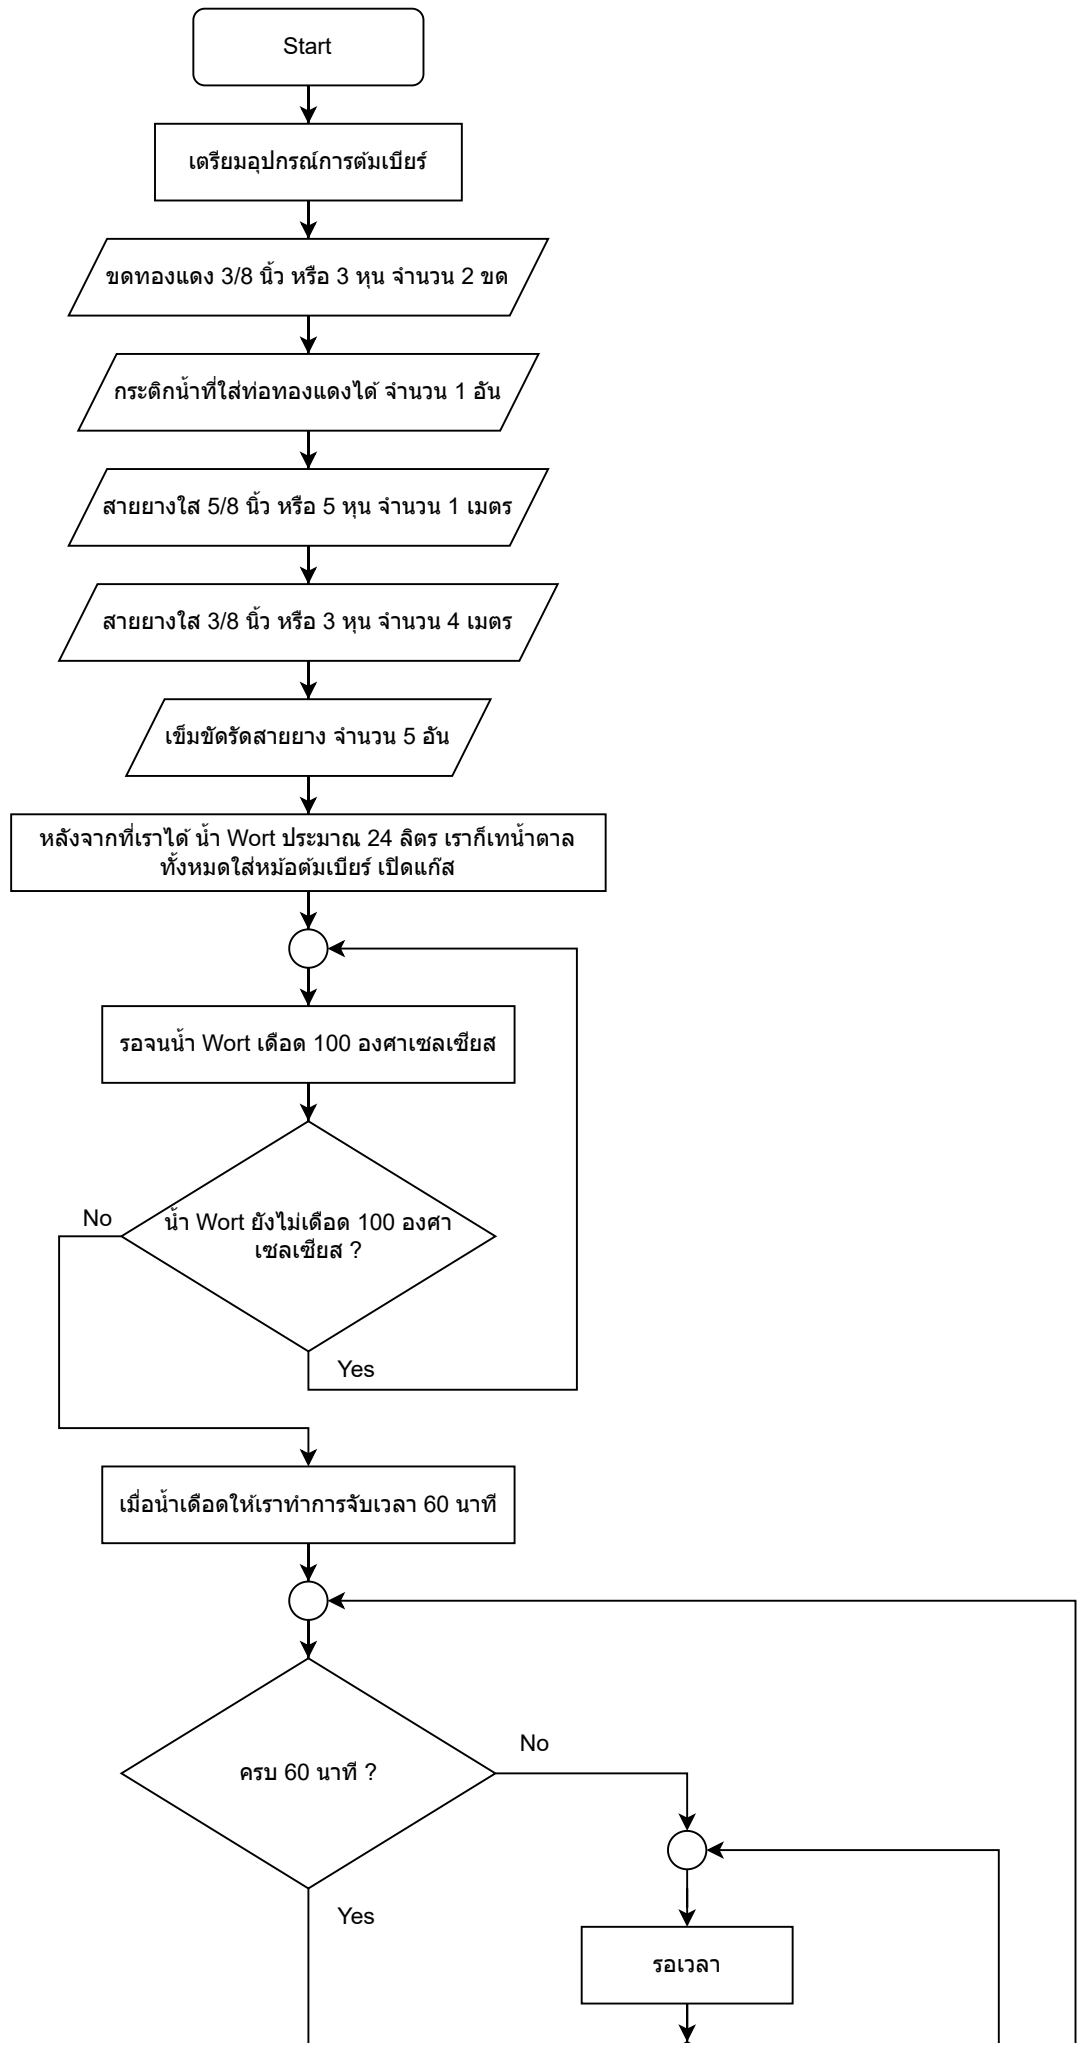 Start
เตรียมอุปกรณ์การต้มเบียร์
ขดทองแดง 3/8 นิ้ว หรือ 3 หุน จำนวน 2 ขด
กระติกน้ำที่ใส่ท่อทองแดงได้ จำนวน 1 อัน
สายยางใส 5/8 นิ้ว หรือ 5 หุน จำนวน 1 เมตร
สายยางใส 3/8 นิ้ว หรือ 3 หุน จำนวน 4 เมตร
เข็มขัดรัดสายยาง จำนวน 5 อัน
หลังจากที่เราได้ น้ำ Wort ประมาณ 24 ลิตร เราก็เทน้ำตาล
ทั้งหมดใส่หม้อต้มเบียร์ เปิดแก๊ส
รอจนน้ำ Wort เดือด 100 องศาเซลเซียส
No
น้ำ Wort ยังไม่เดือด 100 องศา
เซลเซียส ?
Yes
เมื่อน้ำเดือดให้เราทำการจับเวลา 60 นาที
No
ครบ 60 นาที ?
Yes
รอเวลา